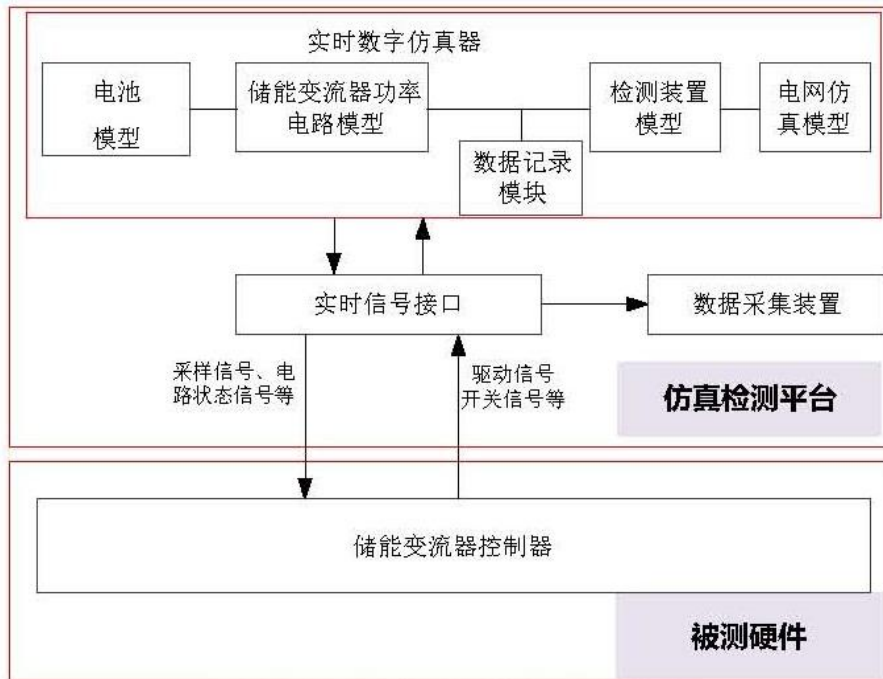 实时数字仿真器
电池
模型
储能变流器功率
电路模型
检测装置
模型
电网仿
真模型
数据记录
模块
实时信号接口
数据采集装置
采样信号、电
路状态信号等
驱动信号
开关信号等
仿真检测平台
储能变流器控制器
被测硬件